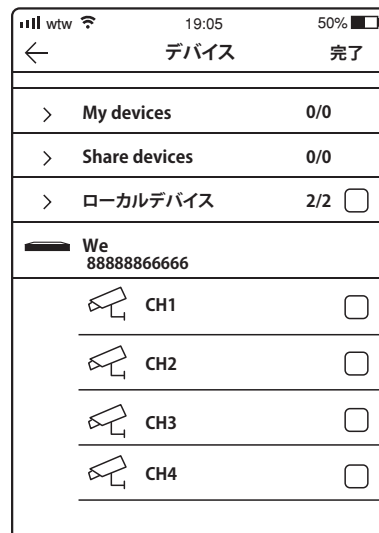 wtw 19:05 50%
デバイス 完了
My devices 0/0
Share devices 0/0
ローカルデバイス 2/2
We
88888866666
CH1
CH2
CH3
CH4